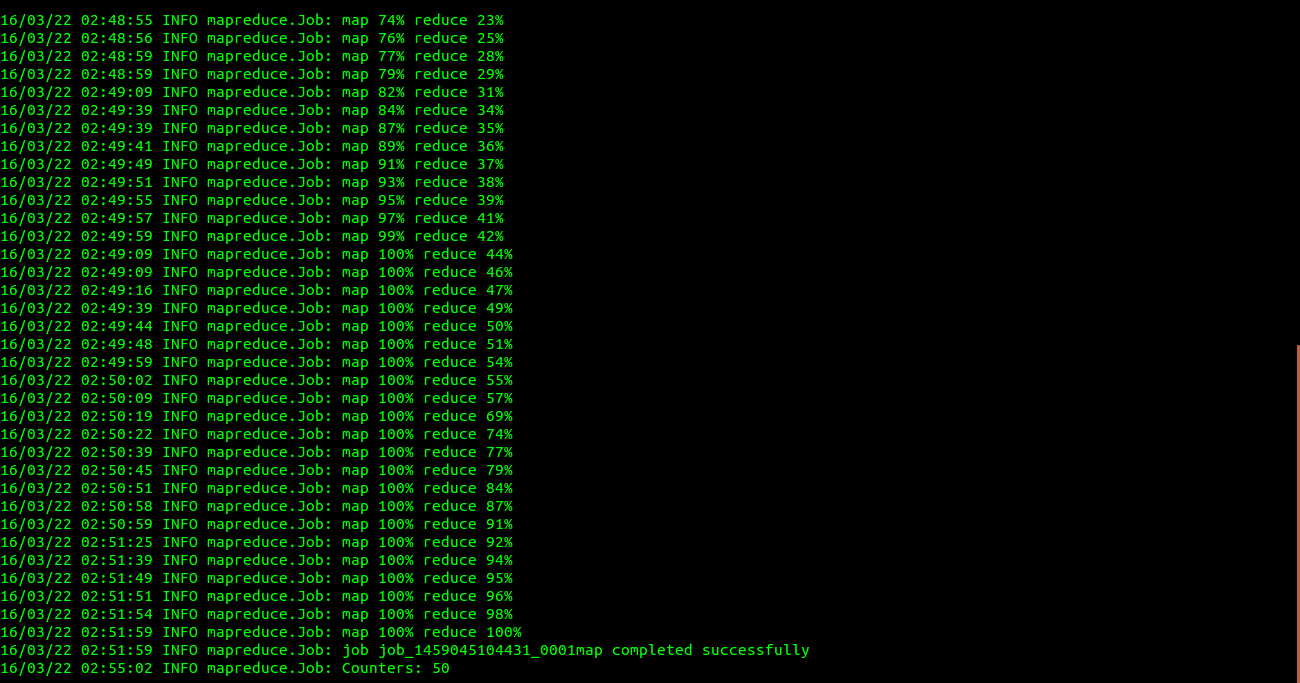 16/03/22 02:48:55 INFO mapreduce.Job: map 74% reduce 23%
16/03/22 02:48:56 INFO mapreduce.Job: map 76% reduce 25%
16/03/22 02:48:59 INFO mapreduce.Job: map 77% reduce 28%
16/03/22 02:48:59 INFO mapreduce.Job: map 79% reduce 29%
16/03/22 02:49:09 INFO mapreduce.Job: map 82% reduce 31%
16/03/22 02:49:39 INFO mapreduce.Job: map 84% reduce 34%
16/03/22 02:49:39 INFO mapreduce.Job: map 87% reduce 35%
16/03/22 02:49:41 INFO mapreduce.Job: map 89% reduce 36%
16/03/22 02:49:49 INFO mapreduce.Job: map 91% reduce 37%
16/03/22 02:49:51 INFO mapreduce.Job: map 93% reduce 38%
16/03/22 02:49:55 INFO mapreduce.Job: map 95% reduce 39%
16/03/22 02:49:57 INFO mapreduce.Job: map 97% reduce 41%
16/03/22 02:49:59 INFO mapreduce.Job: map 99% reduce 42%
16/03/22 02:49:09 INFO mapreduce.Job: map 100% reduce 44%
16/03/22 02:49:09 INFO mapreduce.Job: map 100% reduce 46%
16/03/22 02:49:16 INFO mapreduce.Job: map 100% reduce 47%
16/03/22 02:49:39 INFO mapreduce.Job: map 100% reduce 49%
16/03/22 02:49:44 INFO mapreduce.Job: map 100% reduce 50%
16/03/22 02:49:48 INFO mapreduce.Job: map 100% reduce 51%
16/03/22 02:49:59 INFO mapreduce.Job: map 100% reduce 54%
16/03/22 02:50:02 INFO mapreduce.Job: map 100% reduce 55%
16/03/22 02:50:09 INFO mapreduce.Job: map 100% reduce 57%
16/03/22 02:50:19 INFO mapreduce.Job: map 100% reduce 69%
16/03/22 02:50:22 INFO mapreduce.Job: map 100% reduce 74%
16/03/22 02:50:39 INFO mapreduce.Job: map 100% reduce 77%
16/03/22 02:50:45 INFO mapreduce.Job: map 100% reduce 79%
16/03/22 02:50:51 INFO mapreduce.Job: map 100% reduce 84%
16/03/22 02:50:58 INFO mapreduce.Job: map 100% reduce 87%
16/03/22 02:50:59 INFO mapreduce.Job: map 100% reduce 91%
16/03/22 02:51:25 INFO mapreduce.Job: map 100% reduce 92%
16/03/22 02:51:39 INFO mapreduce.Job: map 100% reduce 94%
16/03/22 02:51:49 INFO mapreduce.Job: map 100% reduce 95%
16/03/22 02:51:51 INFO mapreduce.Job: map 100% reduce 96%
16/03/22 02:51:54 INFO mapreduce.Job: map 100% reduce 98%
16/03/22 02:51:59 INFO mapreduce.Job: map 100% reduce 100%
16/03/22 02:51:59 INFO mapreduce.Job: job job_1459045104431_0001map completed successfully
16/03/22 02:55:02 INFO mapreduce.Job: Counters: 50